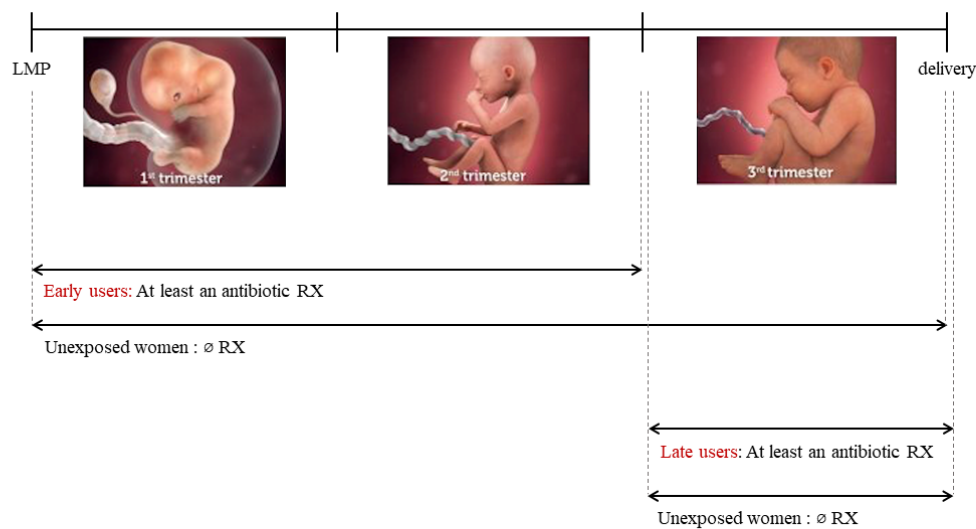 LMP
delivery
1st trimester
2nd trimester
3rd trimester
Early users: At least an antibiotic RX
Unexposed women : ∅ RX
Late users: At least an antibiotic RX
Unexposed women : ∅ RX